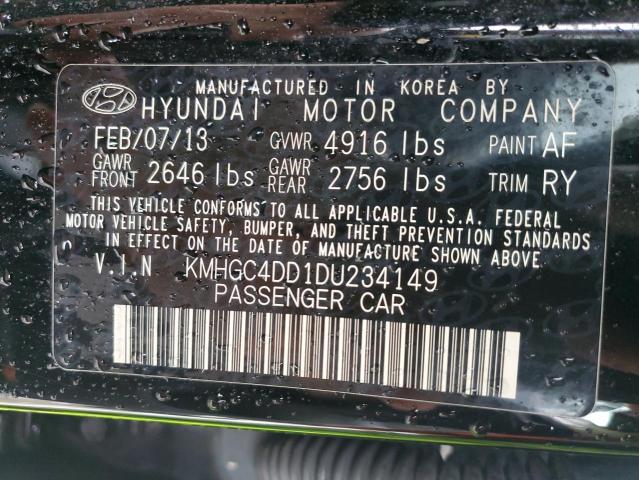 MANUFACTURED IN KOREA BY
HYUNDAI MOTOR COMPANY
FEB/07/13 GVWR 4916 lbs PAINT AF
GAWR FRONT 2646 lbs GAWR REAR 2756 lbs TRIM RY
THIS VEHICLE CONFORMS TO ALL APPLICABLE U.S.A. FEDERAL
MOTOR VEHICLE SAFETY, BUMPER, AND THEFT PREVENTION STANDARDS
IN EFFECT ON THE DATE OF MANUFACTURE SHOWN ABOVE
V.I.N KMHGC4DD1DU234149
PASSENGER CAR